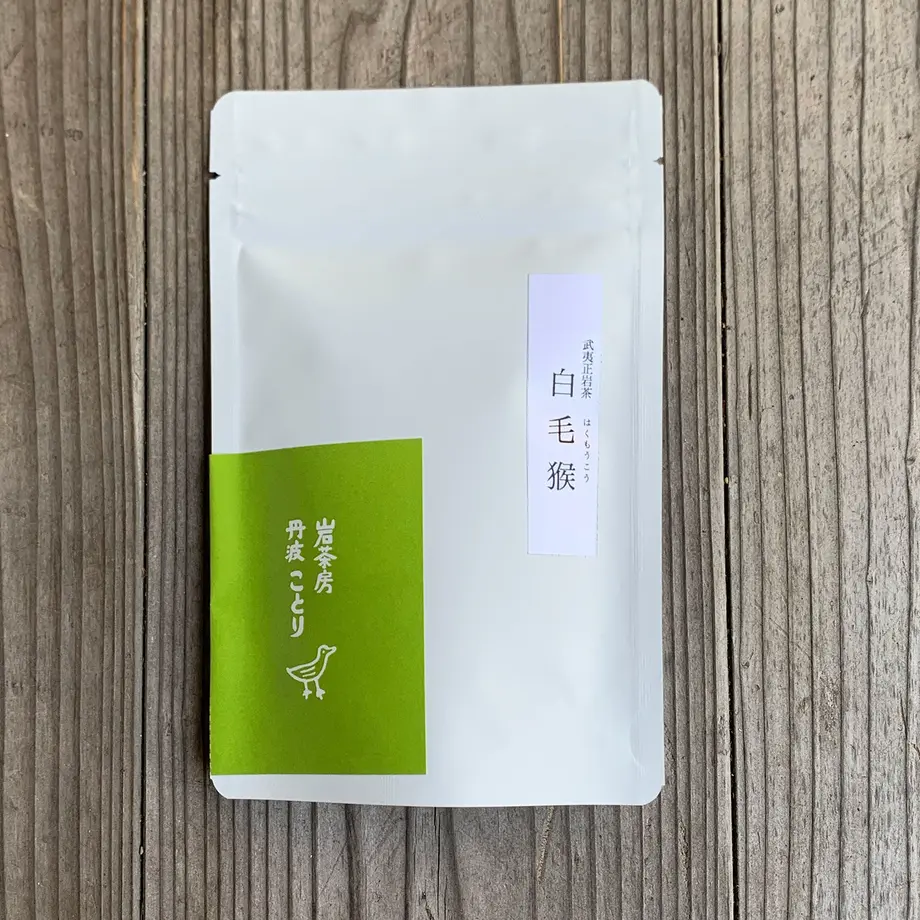 武夷正岩茶
白毛猴
はくもうこう
岩茶房
丹波ことり